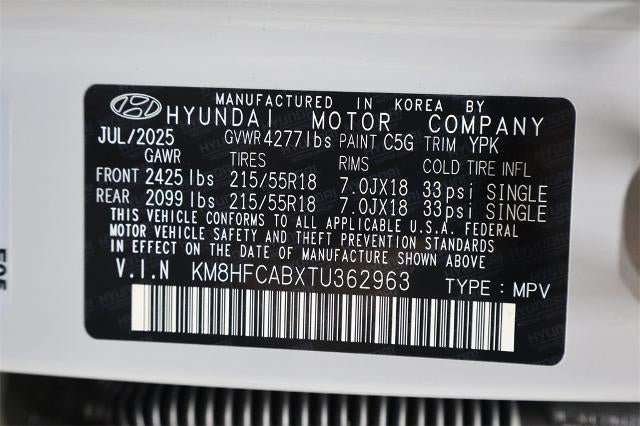 MANUFACTURED IN KOREA BY
HYUNDAI MOTOR COMPANY
JUL/2025 GVWR 4277lbs PAINT C5G TRIM YPK
GAWR TIRES RIMS COLD TIRE INFL
FRONT 2425 lbs 215/55R18 7.0JX18 33psi SINGLE
REAR 2099 lbs 215/55R18 7.0JX18 33psi SINGLE
THIS VEHICLE CONFORMS TO ALL APPLICABLE U.S.A. FEDERAL
MOTOR VEHICLE SAFETY AND THEFT PREVENTION STANDARDS
IN EFFECT ON THE DATE OF MANUFACTURE SHOWN ABOVE
V.I.N KM8HFCABXTU362963 TYPE : MPV